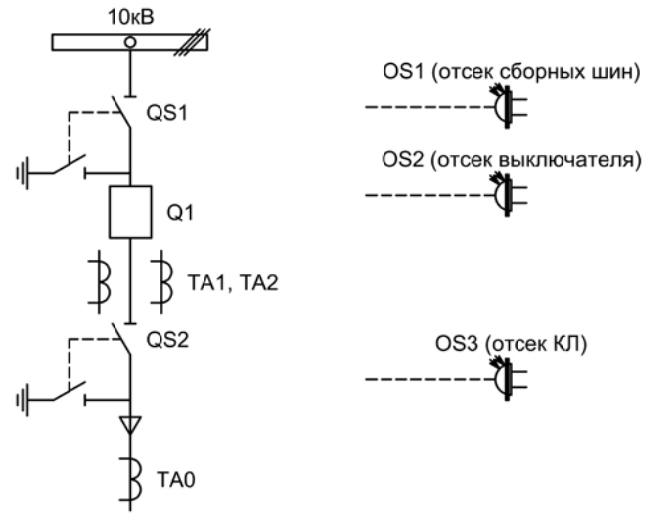 10кВ
OS1 (отсек сборных шин)
QS1
OS2 (отсек выключателя)
Q1
TA1, TA2
QS2
OS3 (отсек КЛ)
TA0